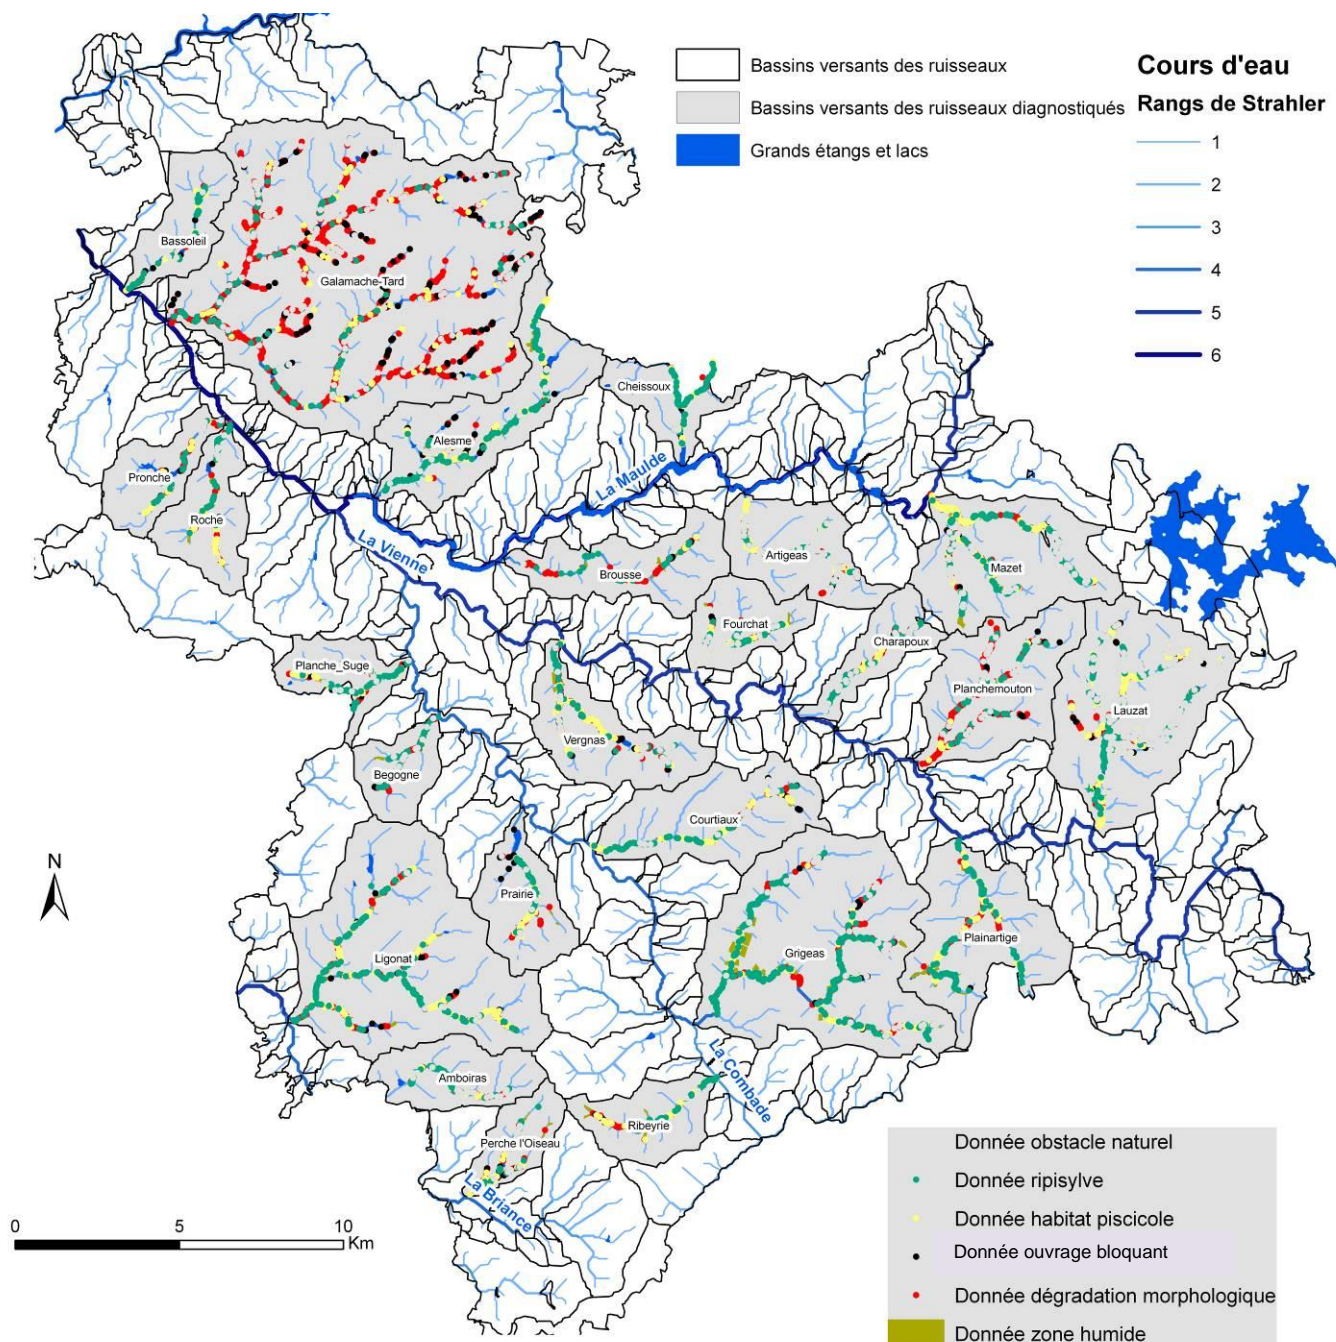 Bassins versants des ruisseaux
Bassins versants des ruisseaux diagnostiqués
Grands étangs et lacs
Cours d'eau
Rangs de Strahler
1
2
3
4
5
6
Bassoleil
Galamache-Tard
Cheissoux
Alesme
La Maulde
Pronche
Roche
La Vienne
Brousse
Artigeas
Mazet
Fourchat
Charapoux
Planche_Suge
Planchemouton
Lauzat
Vergnas
Begogne
Courtiaux
N
Prairie
Grigeas
Plainartige
Ligonat
La Combade
Amboiras
Ribeyrie
Perche l'Oiseau
La Briance
0 5 10
Km
Donnée obstacle naturel
Donnée ripisylve
Donnée habitat piscicole
Donnée ouvrage bloquant
Donnée dégradation morphologique
Donnée zone humide